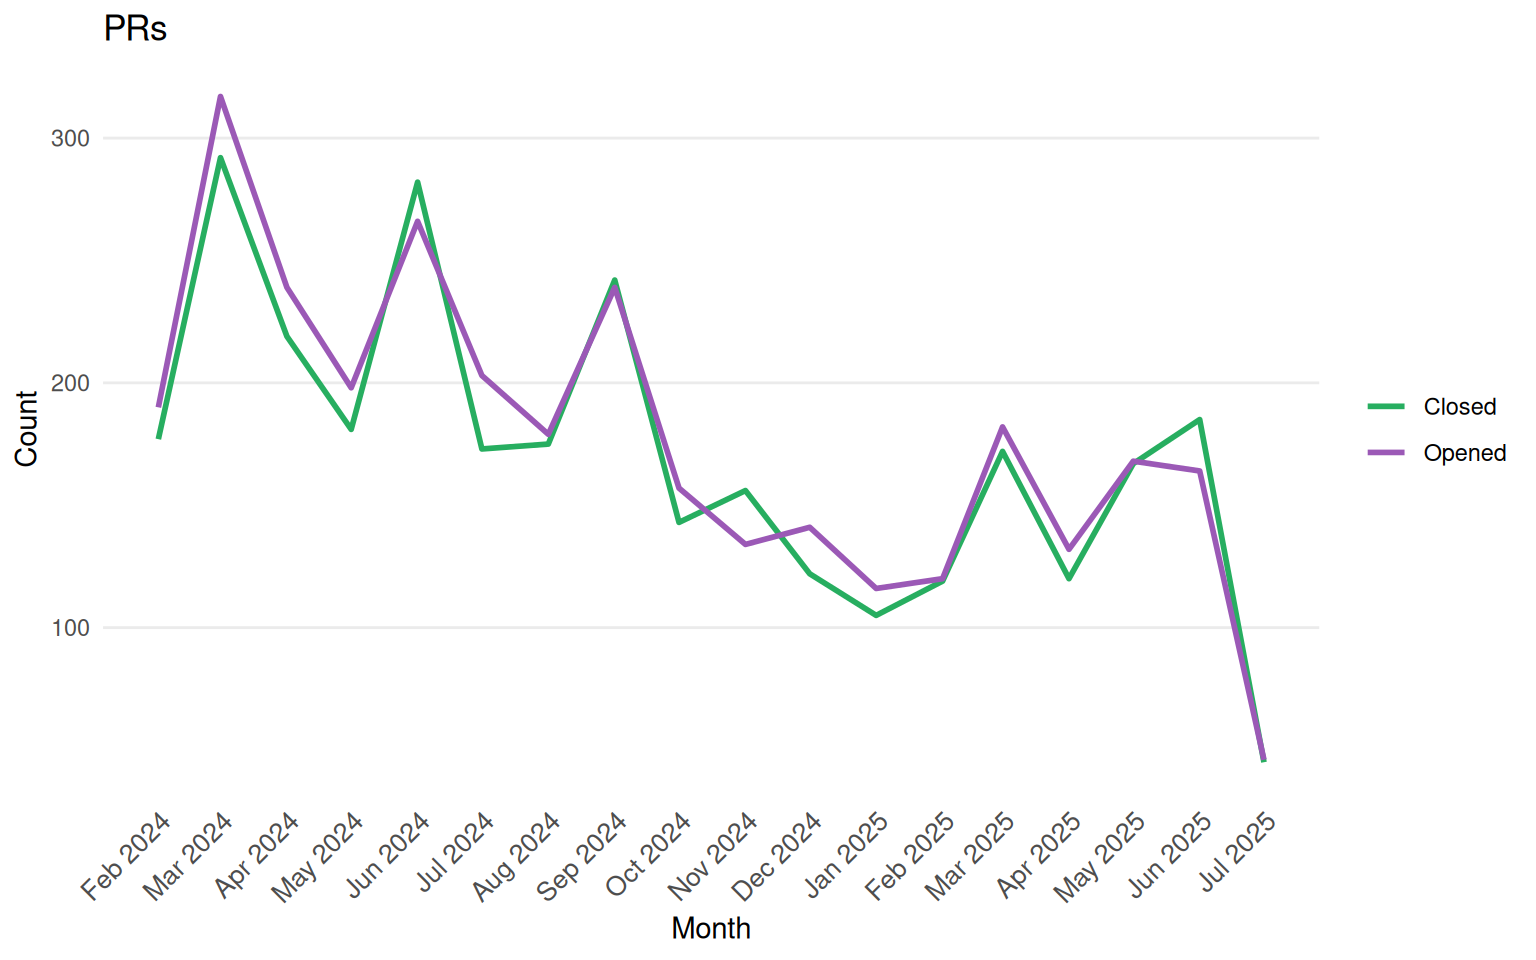 PRs
300
200
100
Count
Feb 2024
Mar 2024
Apr 2024
May 2024
Jun 2024
Jul 2024
Aug 2024
Sep 2024
Oct 2024
Nov 2024
Dec 2024
Jan 2025
Feb 2025
Mar 2025
Apr 2025
May 2025
Jun 2025
Jul 2025
Month
Closed
Opened